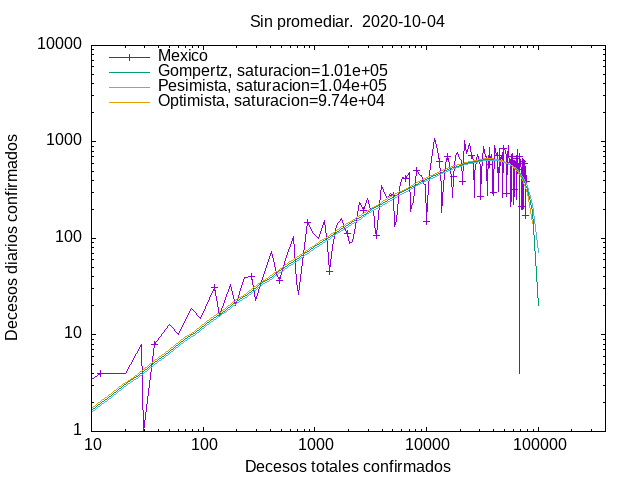 Sin promediar.  2020-10-04
Mexico
Gompertz, saturacion=1.01e+05
Pesimista, saturacion=1.04e+05
Optimista, saturacion=9.74e+04
Decesos diarios confirmados
10000
1000
100
10
1
10
100
1000
10000
100000
Decesos totales confirmados